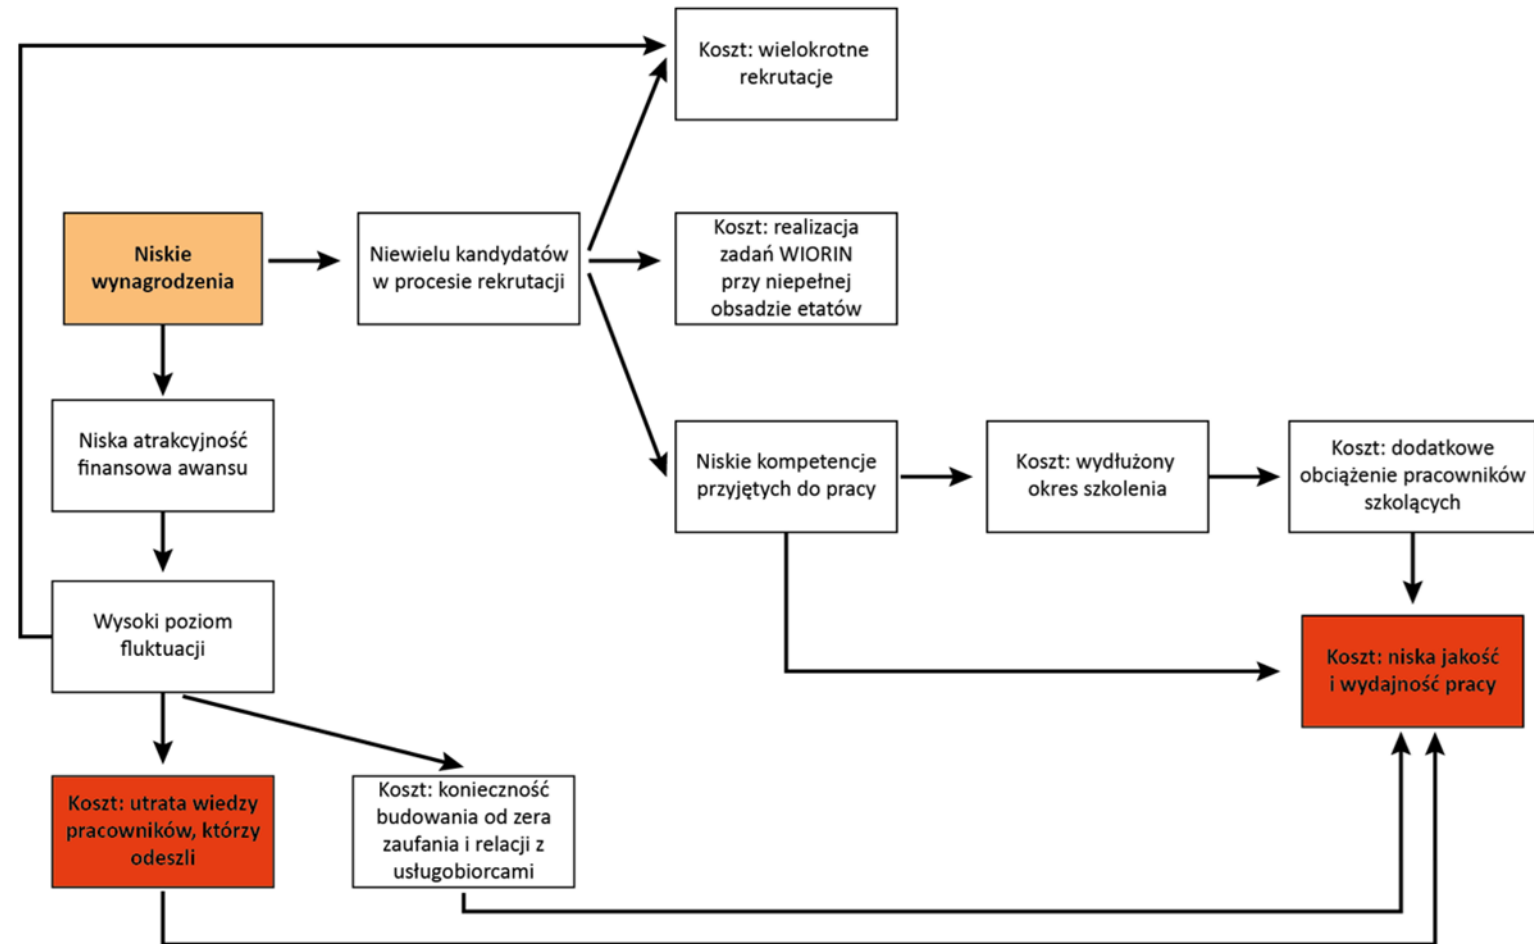 Koszt: wielokrotne
rekrutacje
Niskie
wynagrodzenia
Niewielu kandydatów
w procesie rekrutacji
Koszt: realizacja
zadań WIORIN
przy niepełnej
obsadzie etatów
Niska atrakcyjność
finansowa awansu
Niskie kompetencje
przyjętych do pracy
Koszt: wydłużony
okres szkolenia
Koszt: dodatkowe
obciążenie pracowników
szkolących
Wysoki poziom
fluktuacji
Koszt: niska jakość
i wydajność pracy
Koszt: utrata wiedzy
pracowników, którzy
odeszli
Koszt: konieczność
budowania od zera
zaufania i relacji z
usługobiorcami